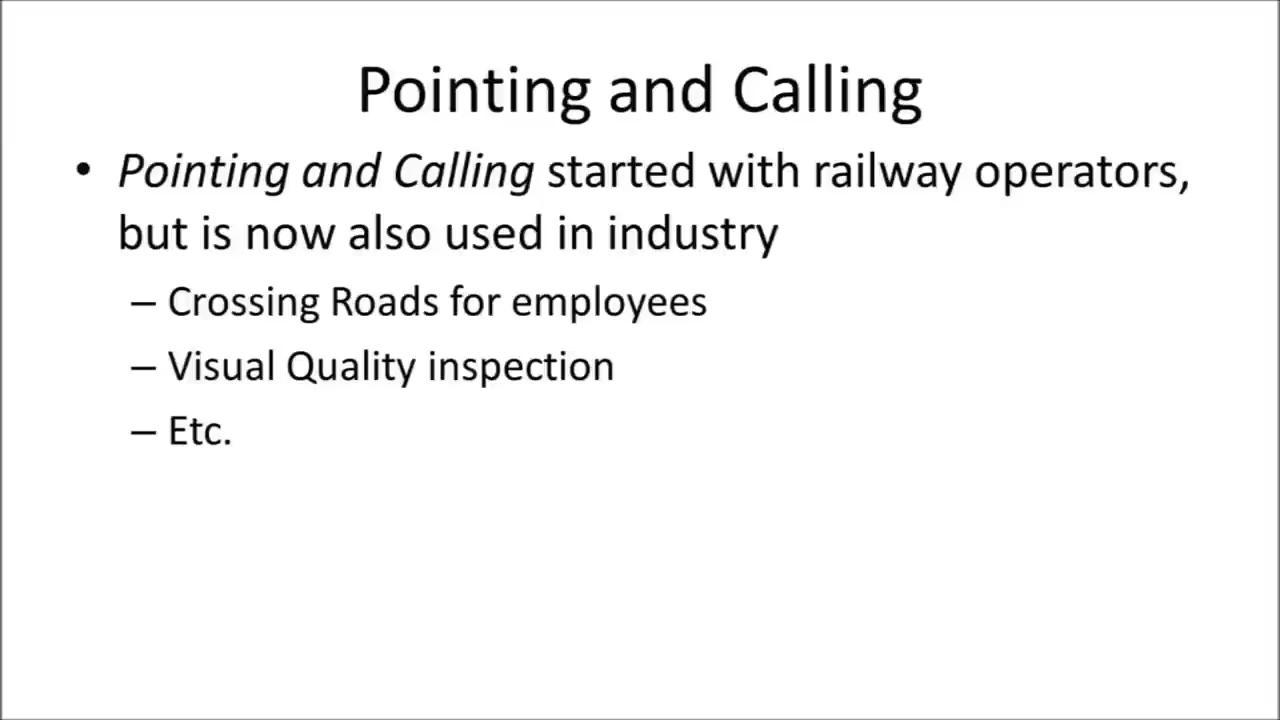 Pointing and Calling
• Pointing and Calling started with railway operators,
but is now also used in industry
– Crossing Roads for employees
– Visual Quality inspection
– Etc.